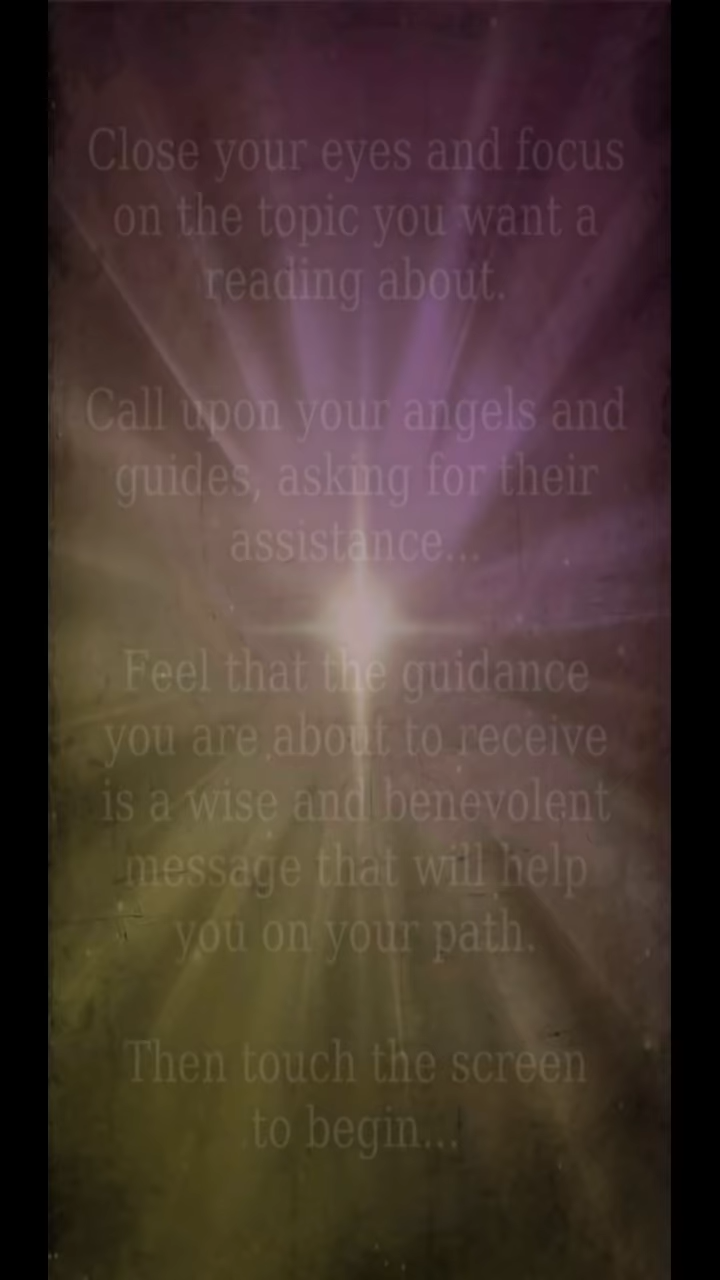 Close your eyes and focus
on the topic you want a
reading about.
Call upon your angels and
guides, asking for their
assistance...
Feel that the guidance
you are about to receive
is a wise and benevolent
message that will help
you on your path.
Then touch the screen
to begin...